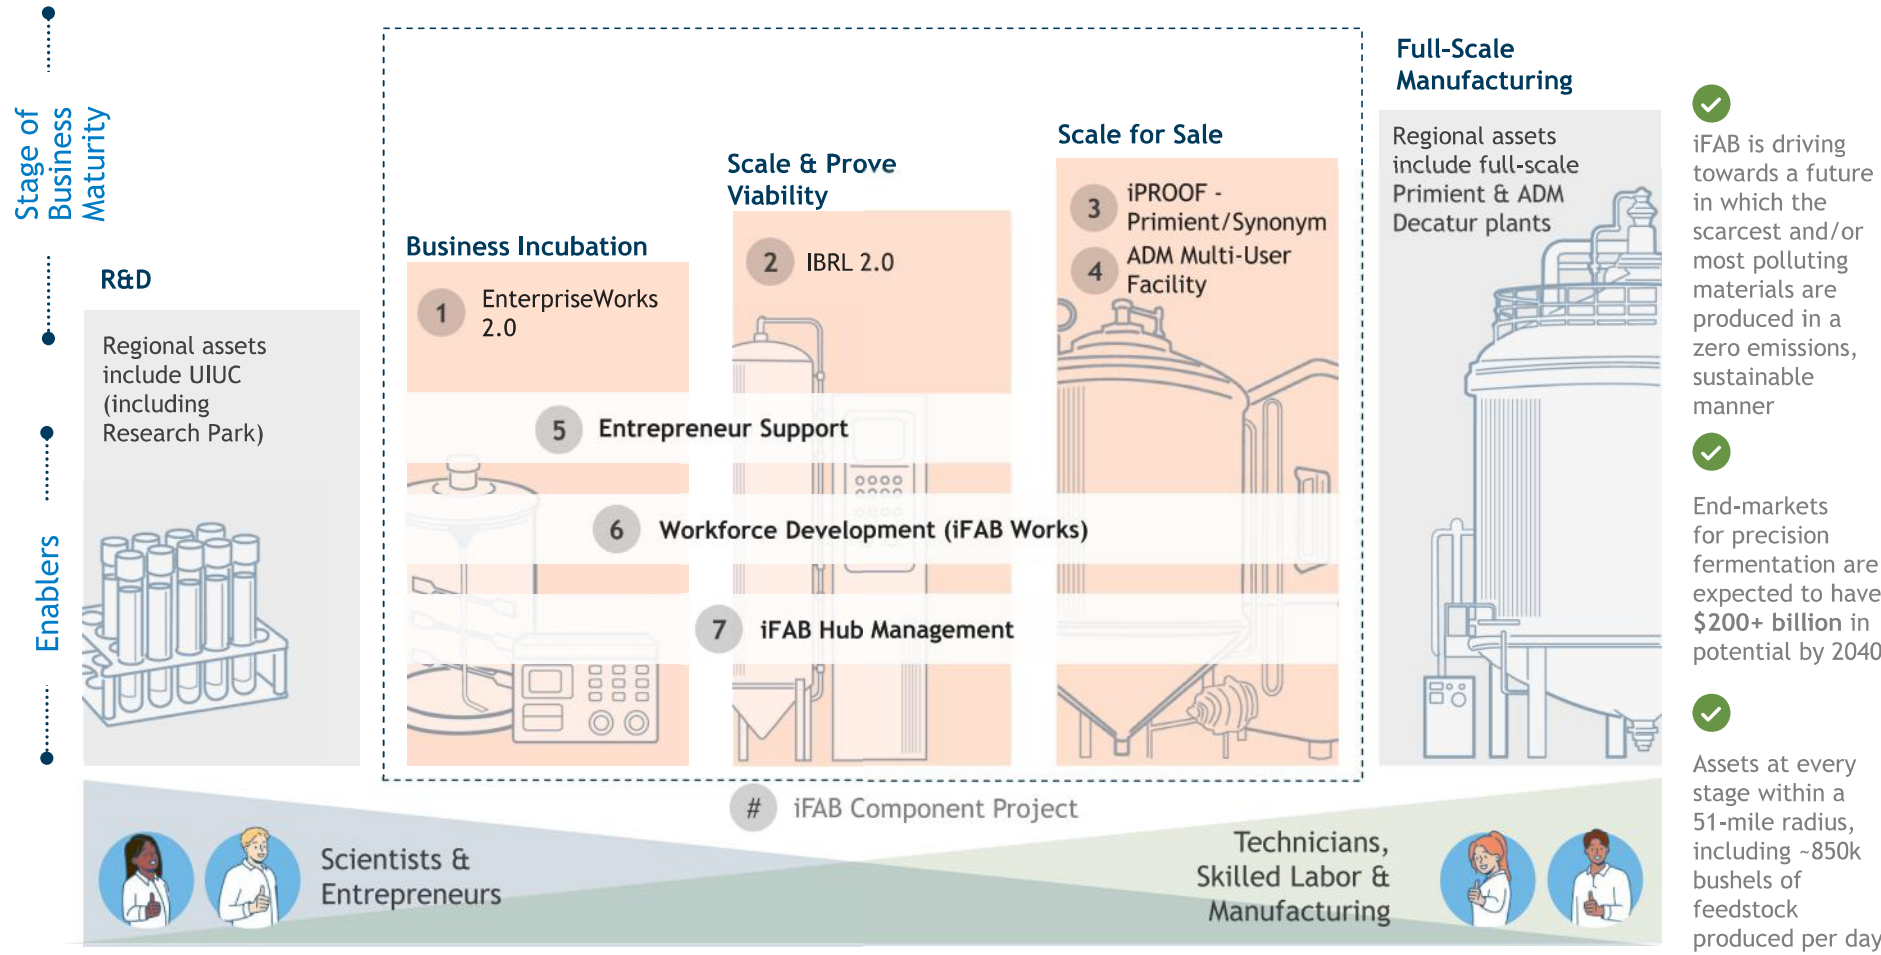 Stage of
Business
Maturity
Enablers
R&D
Regional assets
include UIUC
(including
Research Park)
Business Incubation
1
EnterpriseWorks
2.0
Scale & Prove
Viability
2
IBRL 2.0
Scale for Sale
3
iPROOF -
Primient/Synonym
4
ADM Multi-User
Facility
Full-Scale
Manufacturing
Regional assets
include full-scale
Primient & ADM
Decatur plants
5
Entrepreneur Support
6
Workforce Development (iFAB Works)
7
iFAB Hub Management
#
iFAB Component Project
Scientists &
Entrepreneurs
Technicians,
Skilled Labor &
Manufacturing
iFAB is driving
towards a future
in which the
scarcest and/or
most polluting
materials are
produced in a
zero emissions,
sustainable
manner
End-markets
for precision
fermentation are
expected to have
$200+ billion in
potential by 2040
Assets at every
stage within a
51-mile radius,
including ~850k
bushels of
feedstock
produced per day